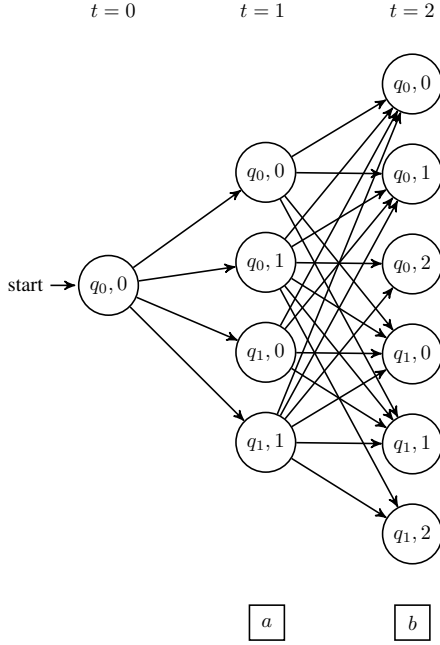 t = 0 t = 1 t = 2
q0, 0
q0, 0 q0, 1
q0, 1 q0, 2
start q0, 0
q1, 0 q1, 0
q1, 1 q1, 1
q1, 2
a b